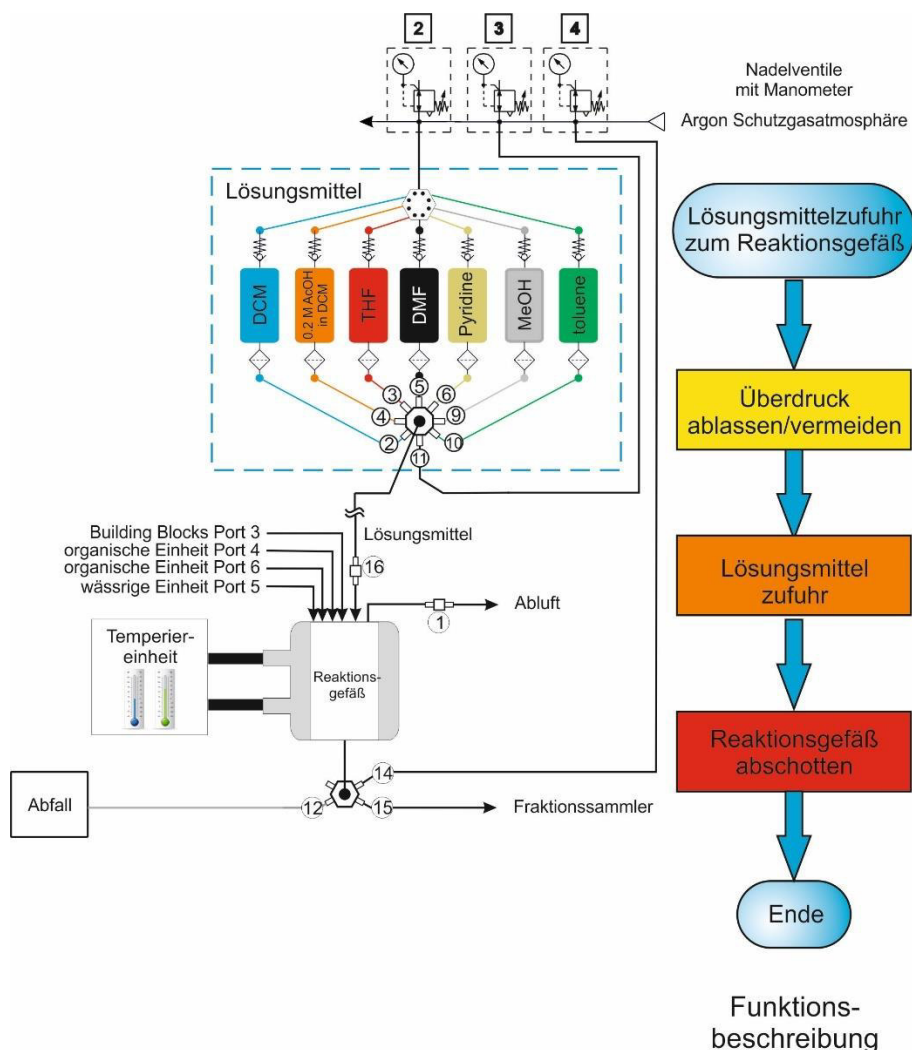 2
3
4
Nadelventile
mit Manometer
Argon Schutzgasatmosphäre
Lösungsmittel
DCM
0.2 M AcOH
in DCM
THF
DMF
Pyridine
MeOH
toluene
5
3
6
4
9
2
10
11
Building Blocks Port 3
organische Einheit Port 4
organische Einheit Port 6
wässrige Einheit Port 5
Lösungsmittel
16
Abluft
1
Temperier-
einheit
Reaktions-
gefäß
14
Abfall
12
15
Fraktionssammler
Lösungsmittelzufuhr
zum Reaktionsgefäß
Überdruck
ablassen/vermeiden
Lösungsmittel
zufuhr
Reaktionsgefäß
abschotten
Ende
Funktions-
beschreibung